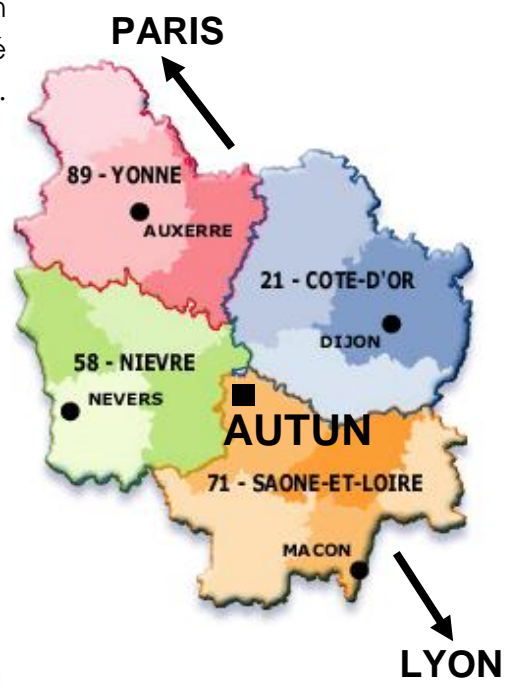 n
é
.
PARIS
89 - YONNE
AUXERRE
21 - COTE-D'OR
DIJON
58 - NIEVRE
NEVERS
AUTUN
71 - SAONE-ET-LOIRE
MACON
LYON